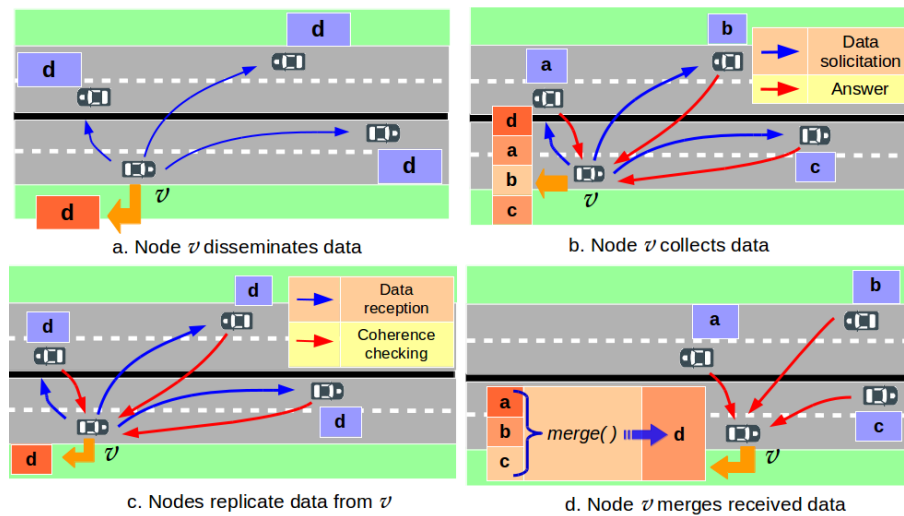 d
d
d
d
𝑣
a. Node 𝑣 disseminates data
b
a
Data
solicitation
Answer
d
a
b
c
c
𝑣
b. Node 𝑣 collects data
d
d
Data
reception
Coherence
checking
d
d
𝑣
c. Nodes replicate data from 𝑣
b
a
a
b
c
merge( )
d
c
𝑣
d. Node 𝑣 merges received data